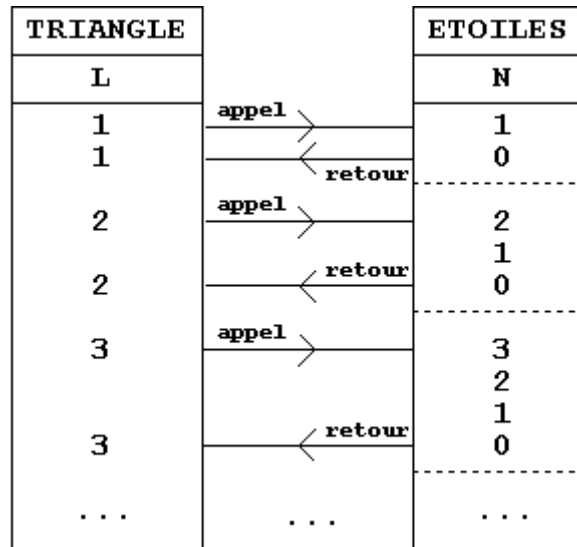 TRIANGLE ETOILES
L N
appel
1 1
1 0
retour
appel
2 2
1
retour
2 0
appel
3 3
2
1
retour
3 0
... ... ...